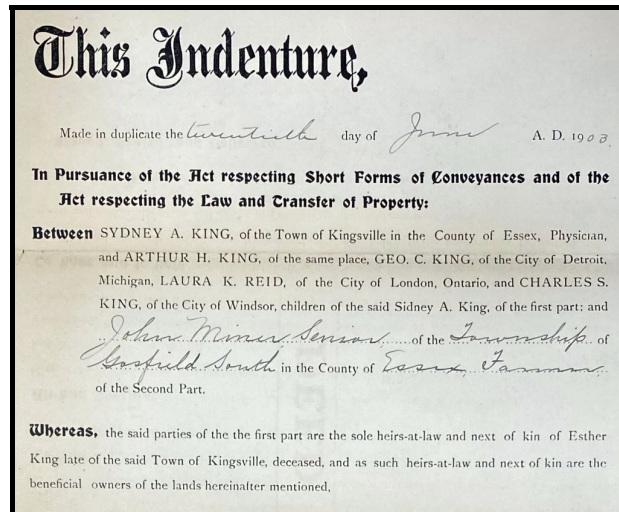 This Indenture,
Made in duplicate the twentieth day of June A. D. 1903.
In Pursuance of the Act respecting Short Forms of Conveyances and of the
Act respecting the Law and Transfer of Property:
Between SYDNEY A. KING, of the Town of Kingsville in the County of Essex, Physician,
and ARTHUR H. KING, of the same place, GEO. C. KING, of the City of Detroit,
Michigan, LAURA K. REID, of the City of London, Ontario, and CHARLES S.
KING, of the City of Windsor, children of the said Sidney A. King, of the first part: and
John Miner Senior of the Township of
Gosfield South in the County of Essex, Farmer
of the Second Part.
Whereas, the said parties of the the first part are the sole heirs-at-law and next of kin of Esther
King late of the said Town of Kingsville, deceased, and as such heirs-at-law and next of kin are the
beneficial owners of the lands hereinafter mentioned,